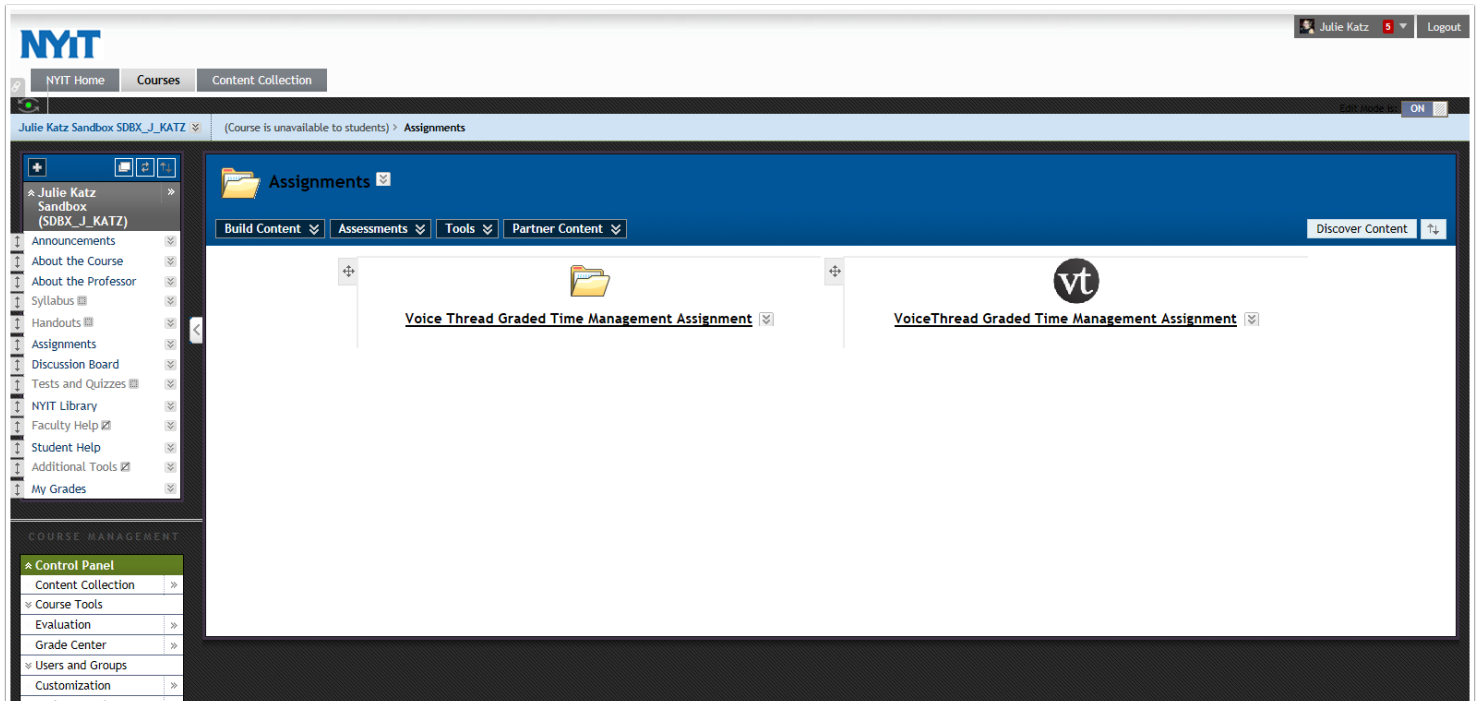 Julie Katz 5 Logout
NYIT
NYIT Home Courses Content Collection
Edit Mode is: ON
Julie Katz Sandbox SDBX_J_KATZ (Course is unavailable to students) > Assignments
Julie Katz
Sandbox
(SDBX_J_KATZ)
Announcements
About the Course
About the Professor
Syllabus
Handouts
Assignments
Discussion Board
Tests and Quizzes
NYIT Library
Faculty Help
Student Help
Additional Tools
My Grades
COURSE MANAGEMENT
Control Panel
Content Collection
Course Tools
Evaluation
Grade Center
Users and Groups
Customization
Assignments
Build Content Assessments Tools Partner Content Discover Content
vt
Voice Thread Graded Time Management Assignment VoiceThread Graded Time Management Assignment